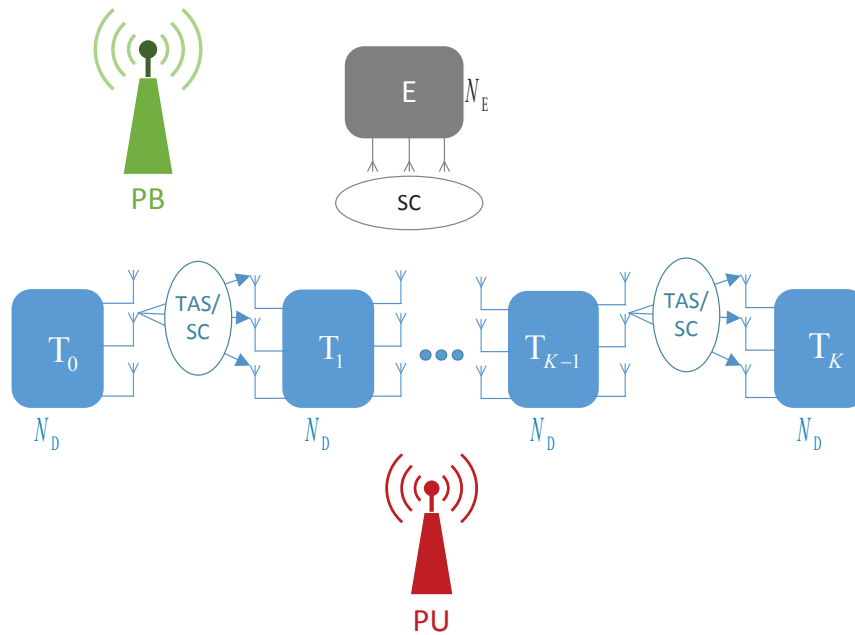 E
N_E
PB
SC
TAS/
SC
TAS/
SC
T_0
T_1
T_{K-1}
T_K
N_D
N_D
N_D
N_D
PU